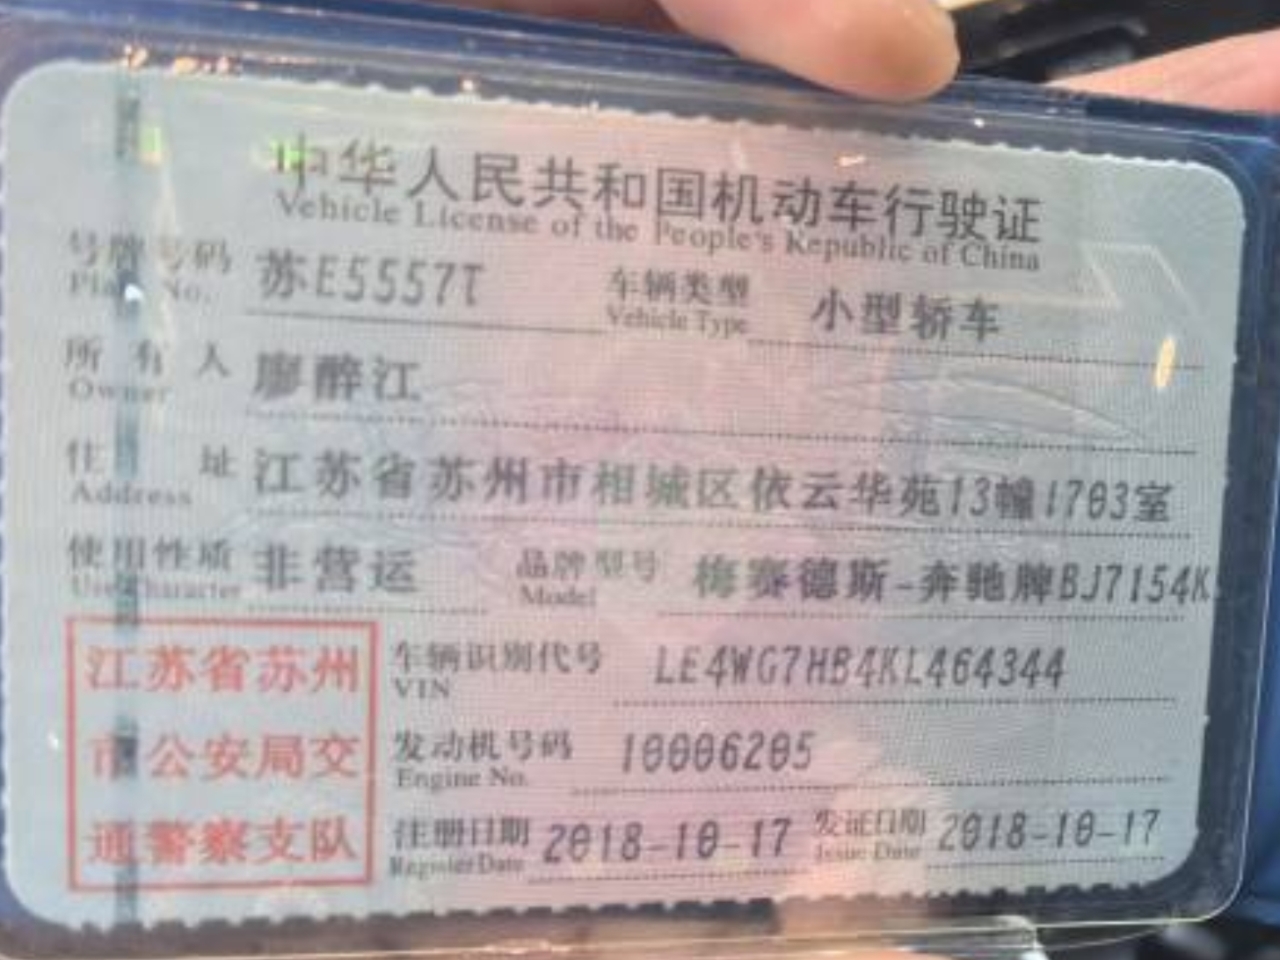 中华人民共和国机动车行驶证
Vehicle License of the People's Republic of China
号牌号码 苏E5557T 车辆类型 小型轿车
Plate No. Vehicle Type
所有人 廖醉江
Owner
住址 江苏省苏州市相城区依云华苑13幢1703室
Address
使用性质 非营运 品牌型号 梅赛德斯-奔驰牌BJ7154K
Use Character Model
江苏省苏州
市公安局交
通警察支队
车辆识别代号 LE4WG7HB4KL464344
VIN
发动机号码 10006205
Engine No.
注册日期 2018-10-17 发证日期 2018-10-17
Register Date Issue Date